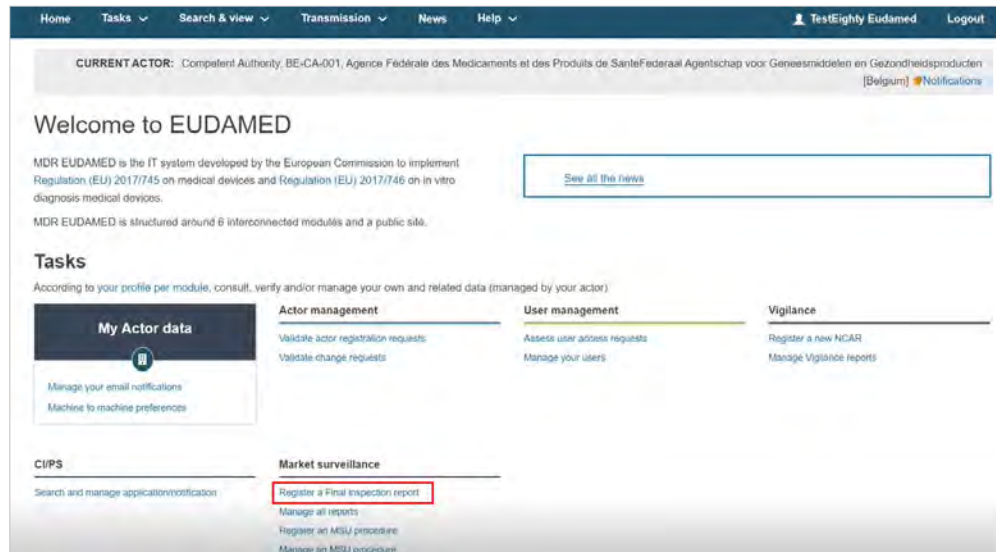 Home Tasks Search & view Transmission News Help TestEighty Eudamed Logout
CURRENT ACTOR: Competent Authority, BE-CA-001, Agence Fédérale des Medicaments et des Produits de SanteFederaal Agentschap voor Geneesmiddelen en Gezondheidsproducten
[Belgium] Notifications
Welcome to EUDAMED
MDR EUDAMED is the IT system developed by the European Commission to implement
Regulation (EU) 2017/745 on medical devices and Regulation (EU) 2017/746 on in vitro
diagnosis medical devices.
See all the news
MDR EUDAMED is structured around 6 interconnected modules and a public site.
Tasks
According to your profile per module, consult, verify and/or manage your own and related data (managed by your actor)
My Actor data
Manage your email notifications
Machine to machine preferences
Actor management
Validate actor registration requests
Validate change requests
User management
Assess user access requests
Manage your users
Vigilance
Register a new NCAR
Manage Vigilance reports
CI/PS
Search and manage application/notification
Market surveillance
Register a Final inspection report
Manage all reports
Register an MSU procedure
Manage an MSU procedure